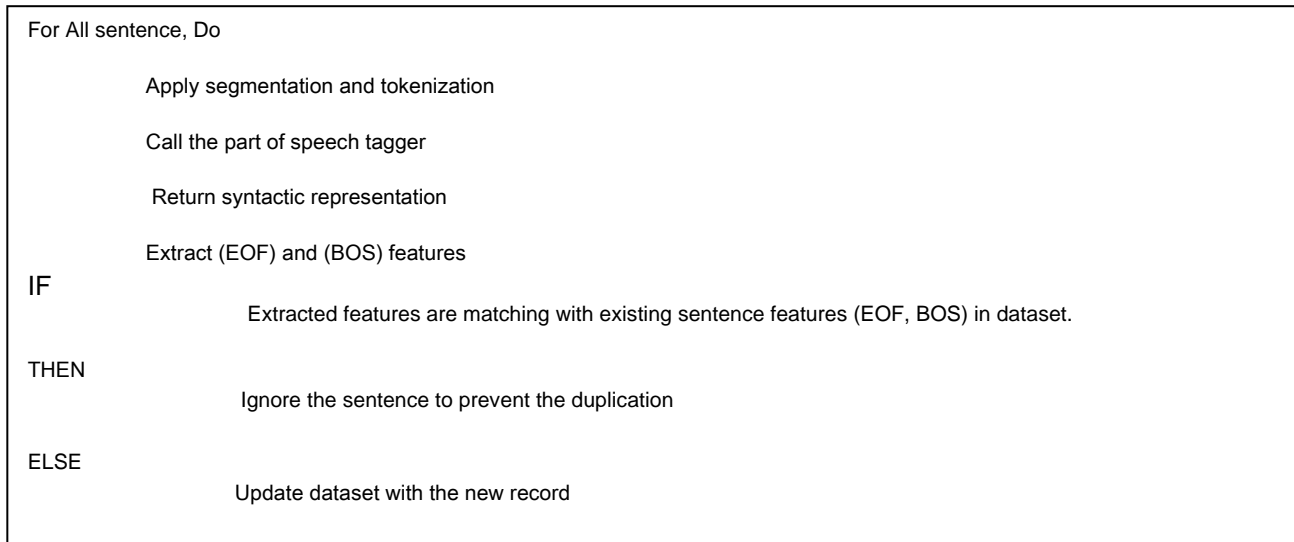 For All sentence, Do
Apply segmentation and tokenization
Call the part of speech tagger
Return syntactic representation
Extract (EOF) and (BOS) features
IF
Extracted features are matching with existing sentence features (EOF, BOS) in dataset.
THEN
Ignore the sentence to prevent the duplication
ELSE
Update dataset with the new record